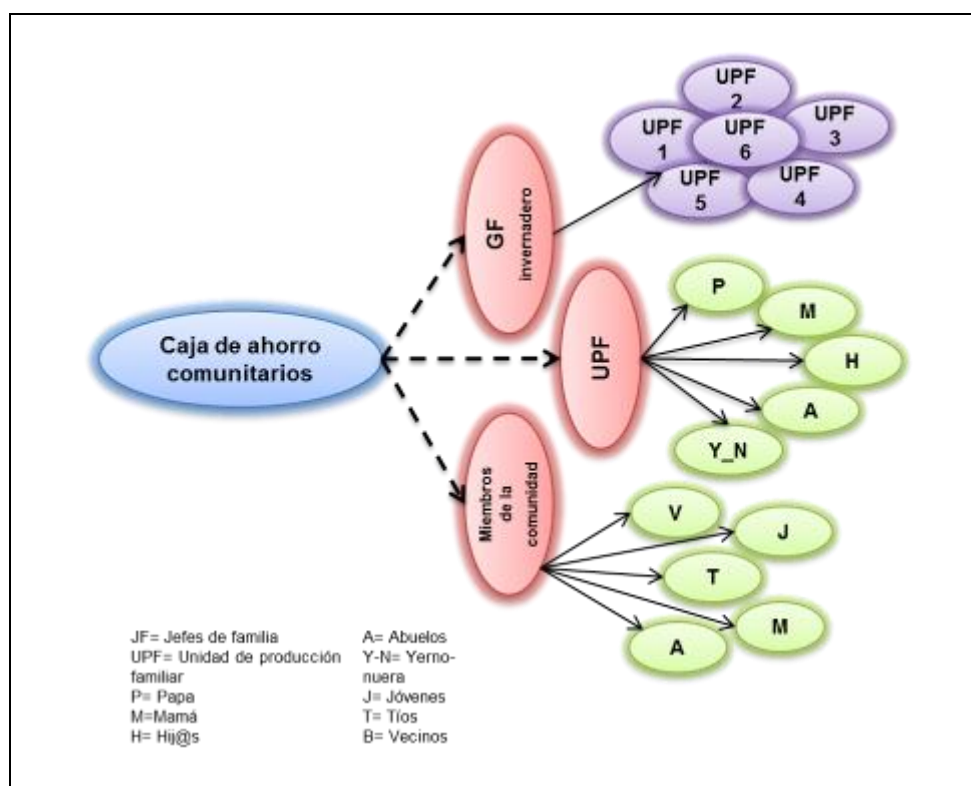 UPF
2
UPF
1
UPF
6
UPF
3
UPF
5
UPF
4
GF
invernadero
Caja de ahorro
comunitarios
UPF
P
M
H
A
Y_N
Miembros
de la
comunidad
V
J
T
M
A
JF= Jefes de familia
UPF= Unidad de producción
familiar
P= Papa
M=Mamá
H= Hij@s
A= Abuelos
Y-N= Yerno-
nuera
J= Jóvenes
T= Tíos
B= Vecinos